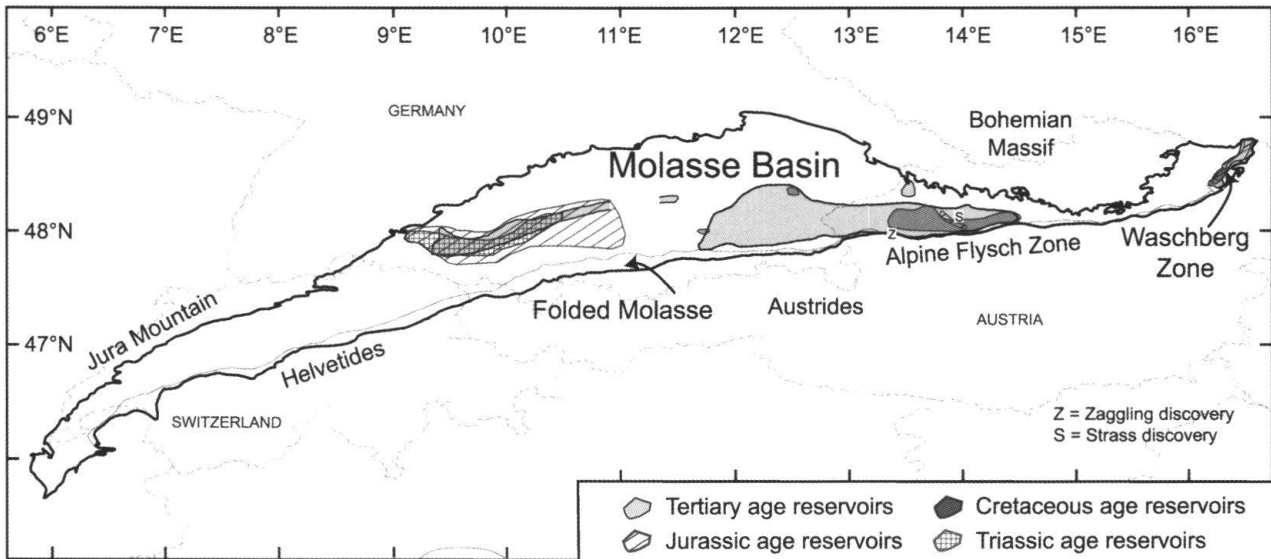 6°E 7°E 8°E 9°E 10°E 11°E 12°E 13°E 14°E 15°E 16°E
49°N
48°N
47°N
GERMANY
Bohemian
Massif
Molasse Basin
S
Z
Alpine Flysch Zone
Waschberg
Zone
Folded Molasse
Austrides
AUSTRIA
Jura Mountain
Helvetides
SWITZERLAND
Z = Zaggling discovery
S = Strass discovery
Tertiary age reservoirs
Cretaceous age reservoirs
Jurassic age reservoirs
Triassic age reservoirs